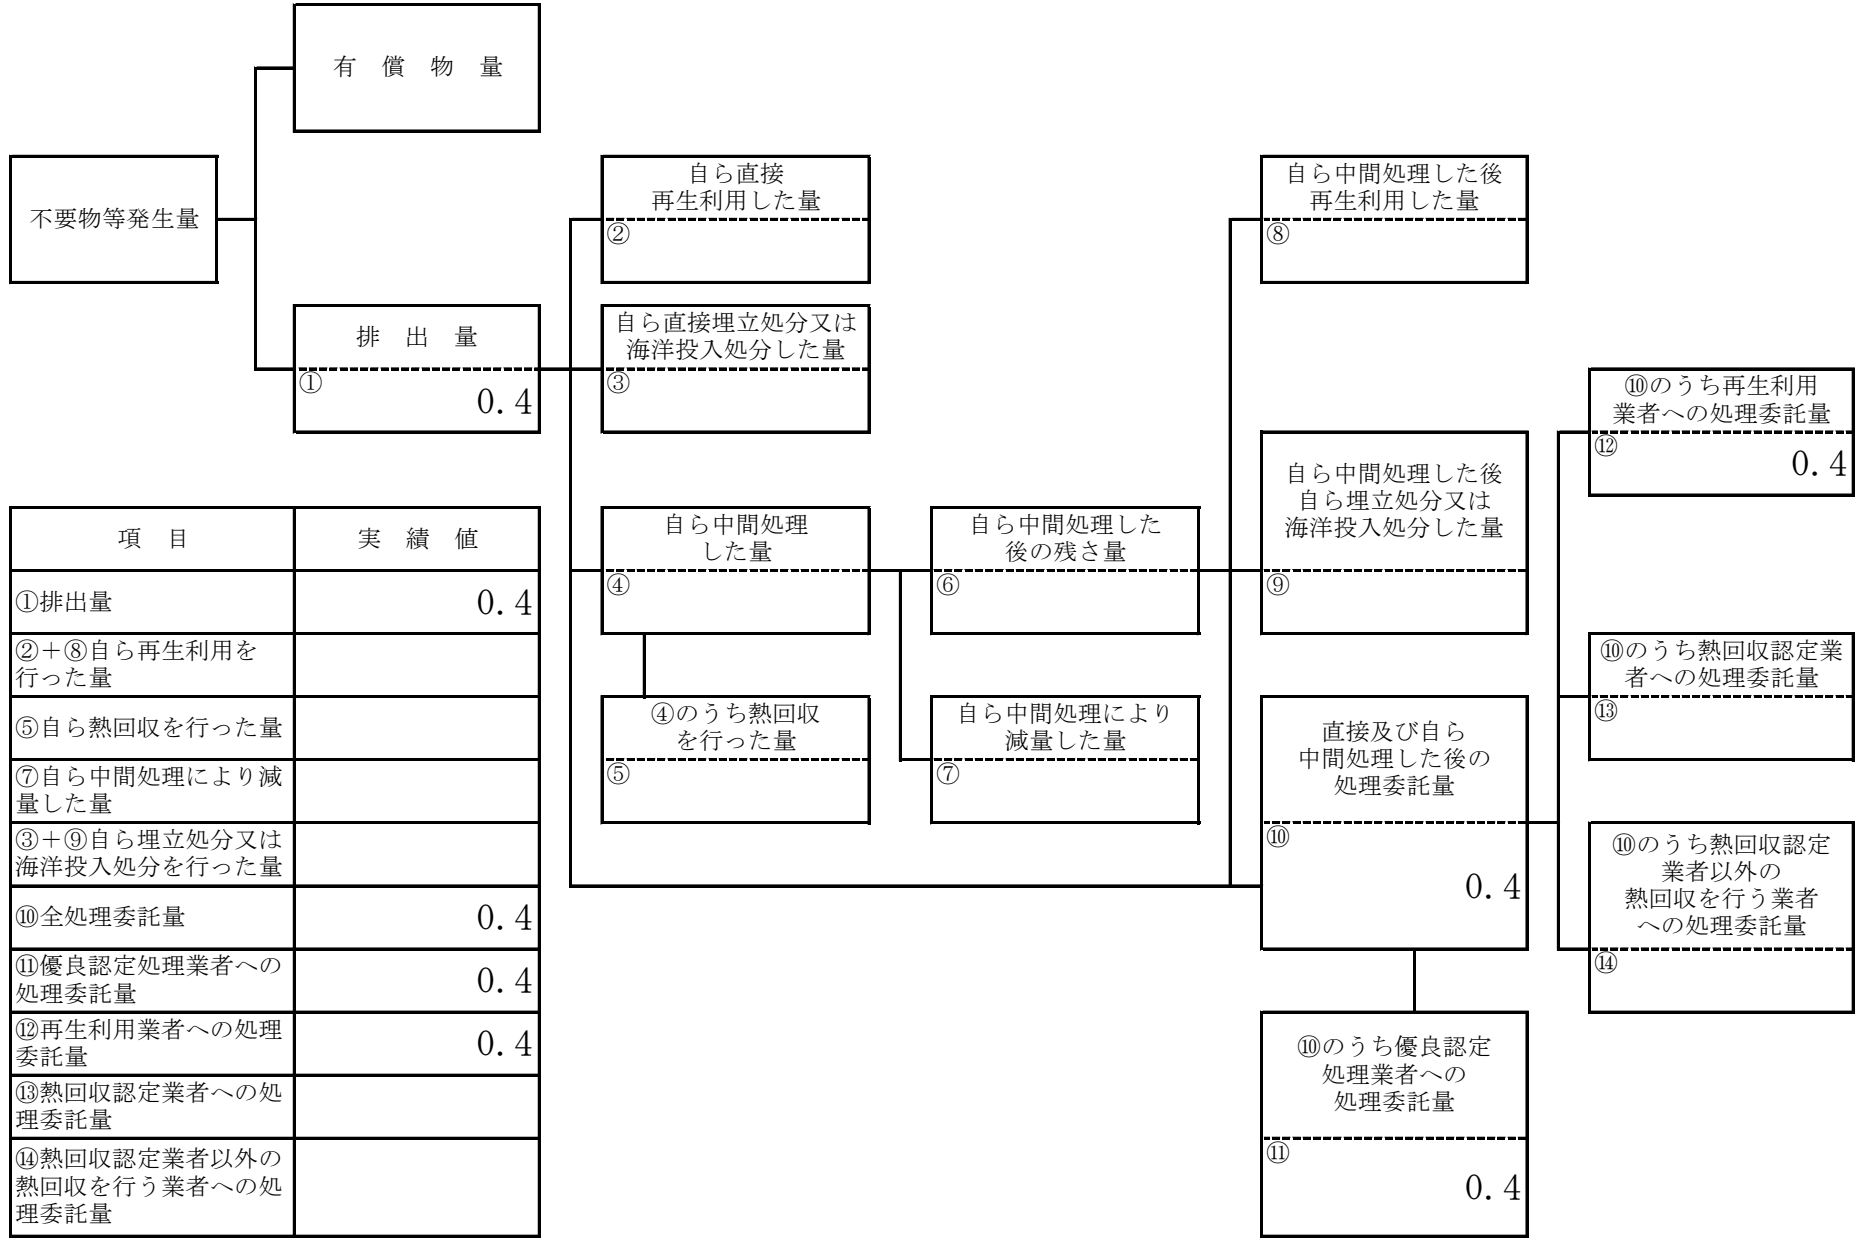 有 償 物 量
不要物等発生量
排 出 量
①
0.4
自ら直接
再生利用した量
②
自ら直接埋立処分又は
海洋投入処分した量
③
自ら中間処理
した量
④
④のうち熱回収
を行った量
⑤
自ら中間処理した
後の残さ量
⑥
自ら中間処理により
減量した量
⑦
自ら中間処理した後
再生利用した量
⑧
自ら中間処理した後
自ら埋立処分又は
海洋投入処分した量
⑨
直接及び自ら
中間処理した後の
処理委託量
⑩
0.4
⑩のうち優良認定
処理業者への
処理委託量
⑪
0.4
⑩のうち再生利用
業者への処理委託量
⑫
0.4
⑩のうち熱回収認定業
者への処理委託量
⑬
⑩のうち熱回収認定
業者以外の
熱回収を行う業者
への処理委託量
⑭
項 目 実 績 値
①排出量 0.4
②+⑧自ら再生利用を
行った量
⑤自ら熱回収を行った量
⑦自ら中間処理により減
量した量
③+⑨自ら埋立処分又は
海洋投入処分を行った量
⑩全処理委託量 0.4
⑪優良認定処理業者への
処理委託量 0.4
⑫再生利用業者への処理
委託量 0.4
⑬熱回収認定業者への処
理委託量
⑭熱回収認定業者以外の
熱回収を行う業者への処
理委託量